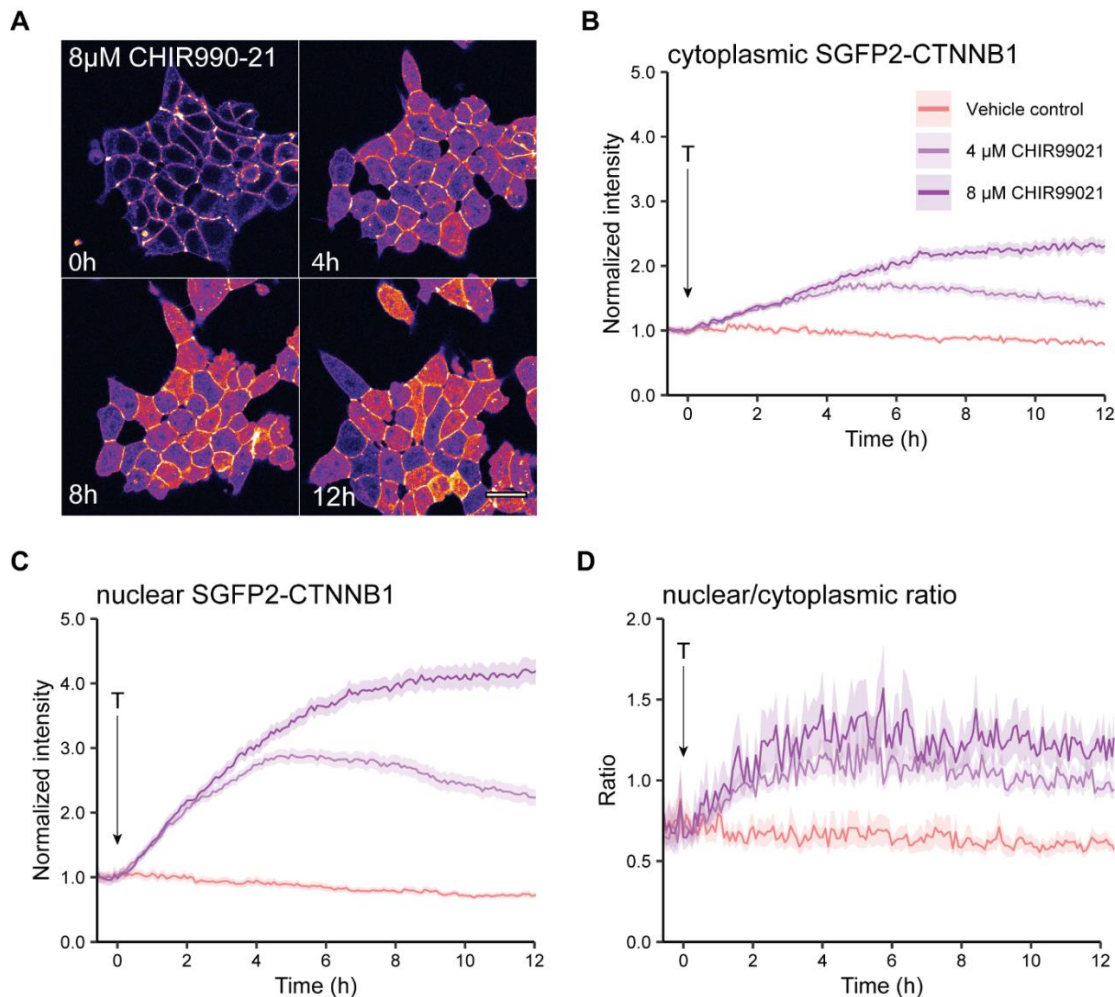 A
8µM CHIR990-21
0h
4h
8h
12h
B
cytoplasmic SGFP2-CTNNB1
5.0
4.0
3.0
2.0
1.0
0.0
Normalized intensity
T
Vehicle control
4 µM CHIR99021
8 µM CHIR99021
0 2 4 6 8 10 12
Time (h)
C
nuclear SGFP2-CTNNB1
5.0
4.0
3.0
2.0
1.0
0.0
Normalized intensity
T
0 2 4 6 8 10 12
Time (h)
D
nuclear/cytoplasmic ratio
2.0
1.5
1.0
0.5
0.0
Ratio
T
0 2 4 6 8 10 12
Time (h)